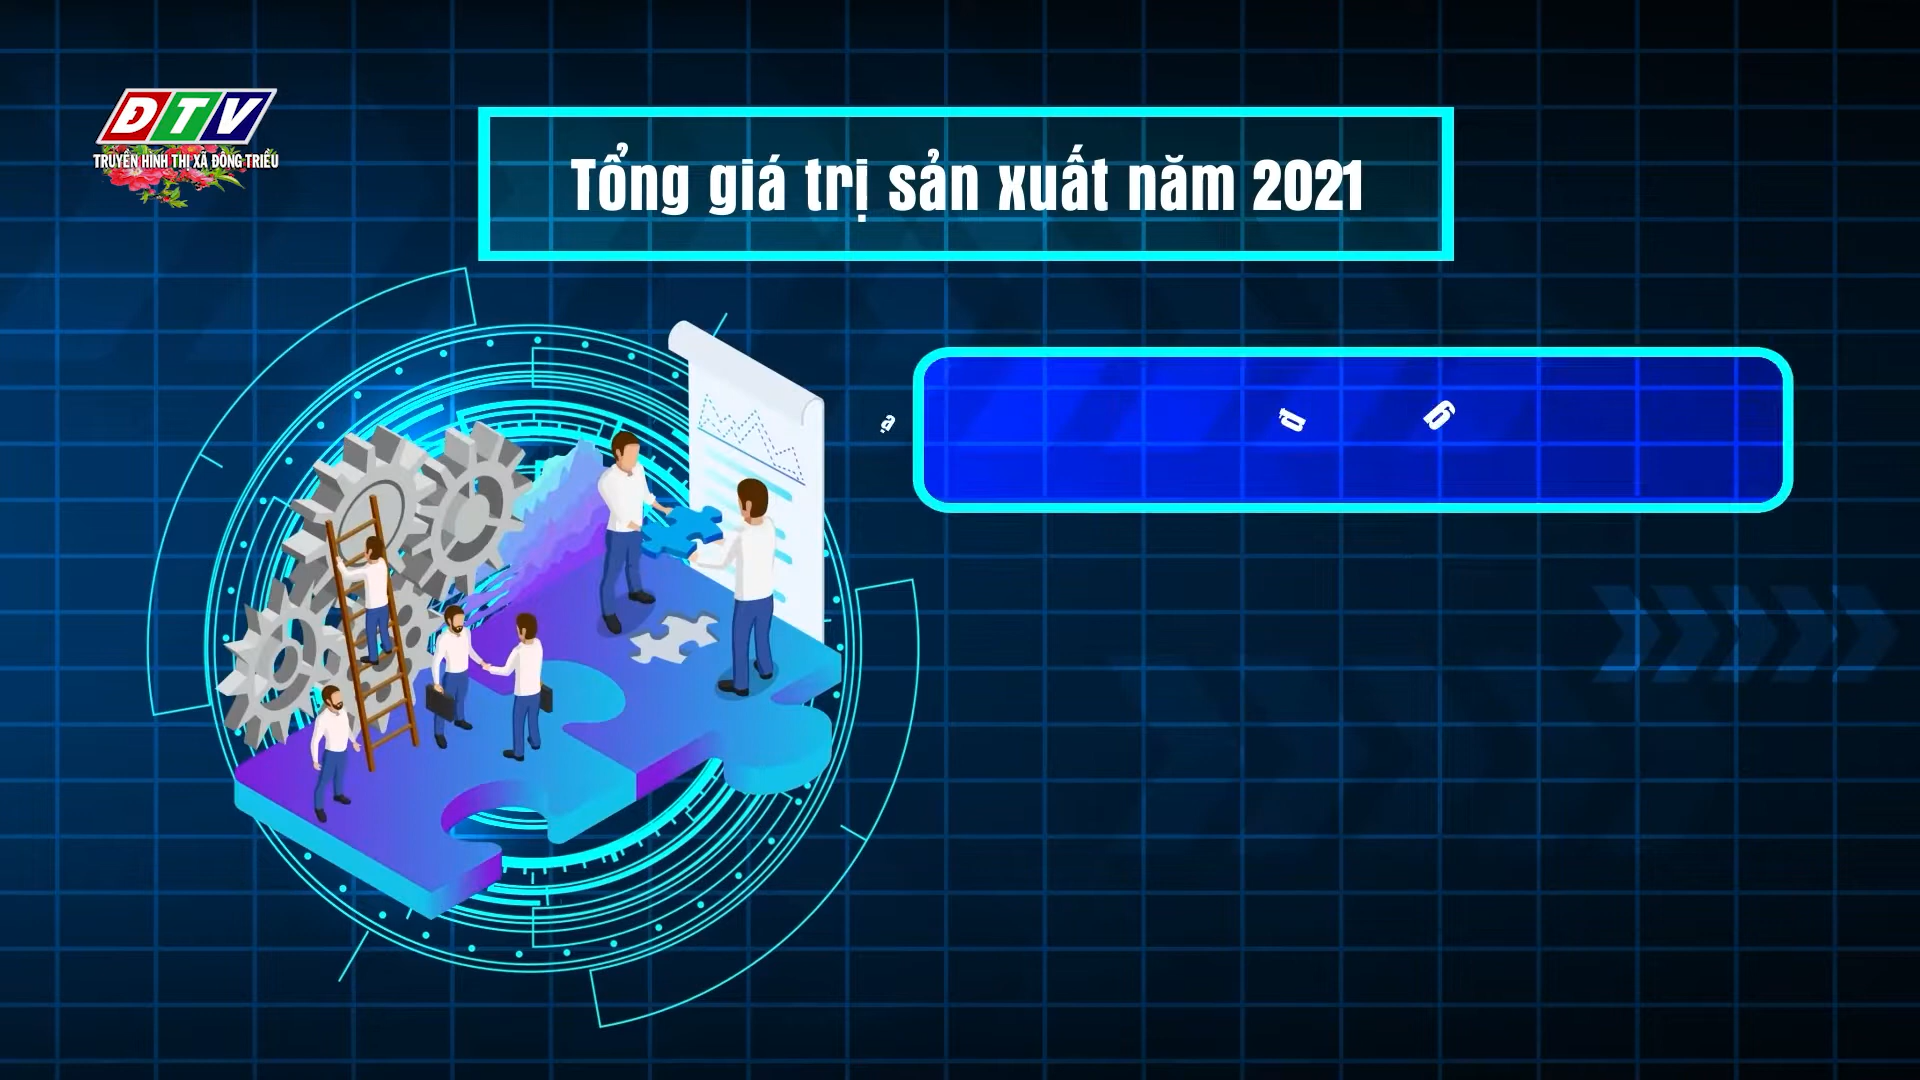 ĐTV
TRUYỀN HÌNH THỊ XÃ ĐÔNG TRIỀU
Tổng giá trị sản xuất năm 2021